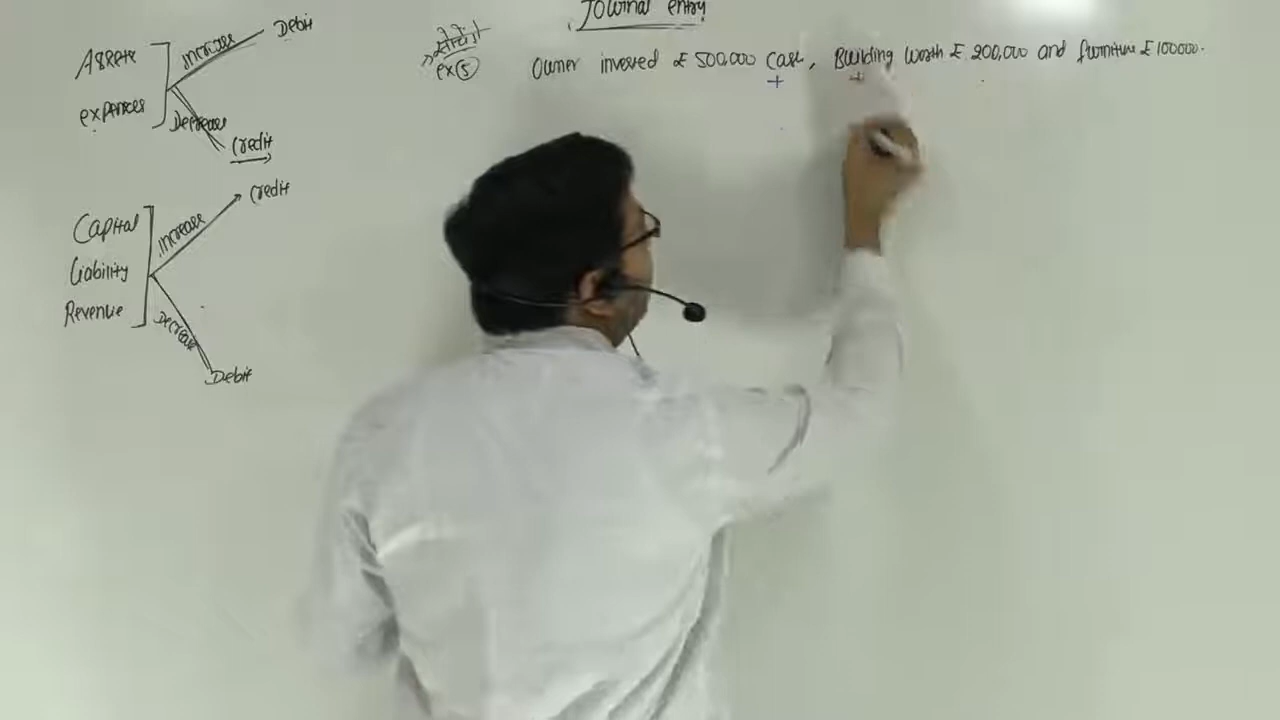 Journal entry
Assets
expenses
increase
Debit
Decrease
Credit
Capital
Liability
Revenue
increase
Credit
Decrease
Debit
ex 5
Owner invesed £ 500,000 Cash, Building worth £ 200,000 and furniture £ 100000.
+ +